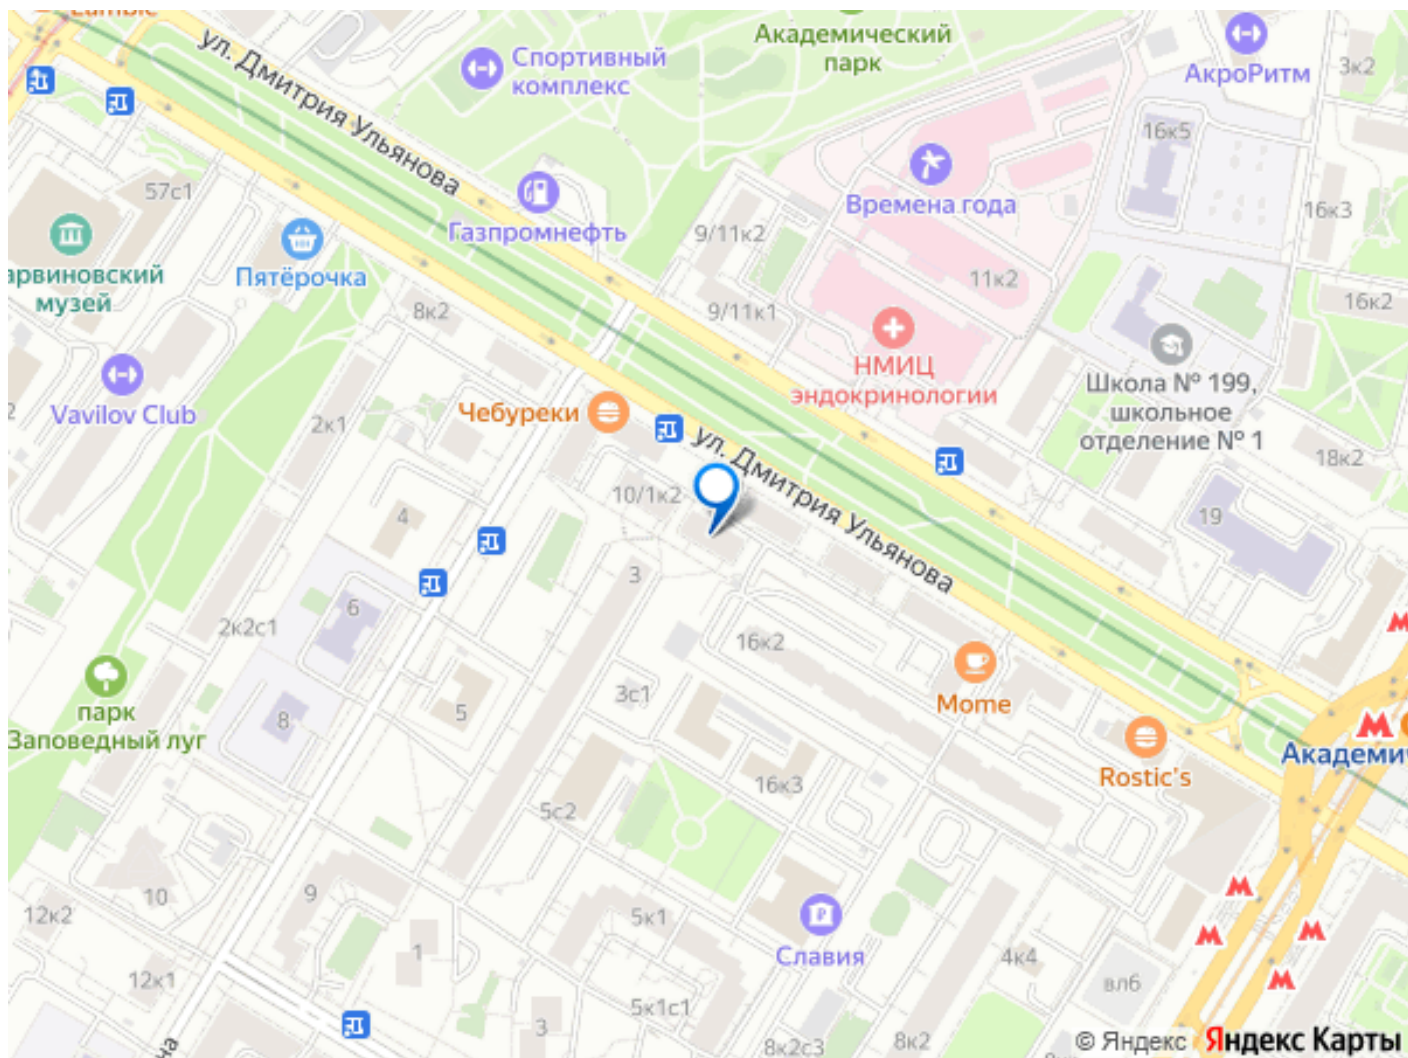 ул. Дмитрия Ульянова
Спортивный
комплекс
Академический
парк
АкроРитм
3к2
16к5
57с1
Времена года
16к3
Газпромнефть
9/11к2
Пятёрочка
арвиновский
музей
11к2
16к2
8к2
9/11к1
НМИЦ
эндокринологии
Школа № 199,
школьное
отделение № 1
Vavilov Club
2к1
Чебуреки
ул. Дмитрия Ульянова
18к2
10/1к2
4
19
3
6
2к2с1
16к2
М
парк
Заповедный луг
8
5
3с1
Mome
М
Академич
Rostic's
16к3
5с2
9
10
12к2
5к1
Славия
М
М
М
М
1
4к4
вл6
12к1
5к1с1
3
8к2с3
8к2
на
© Яндекс Яндекс Карты